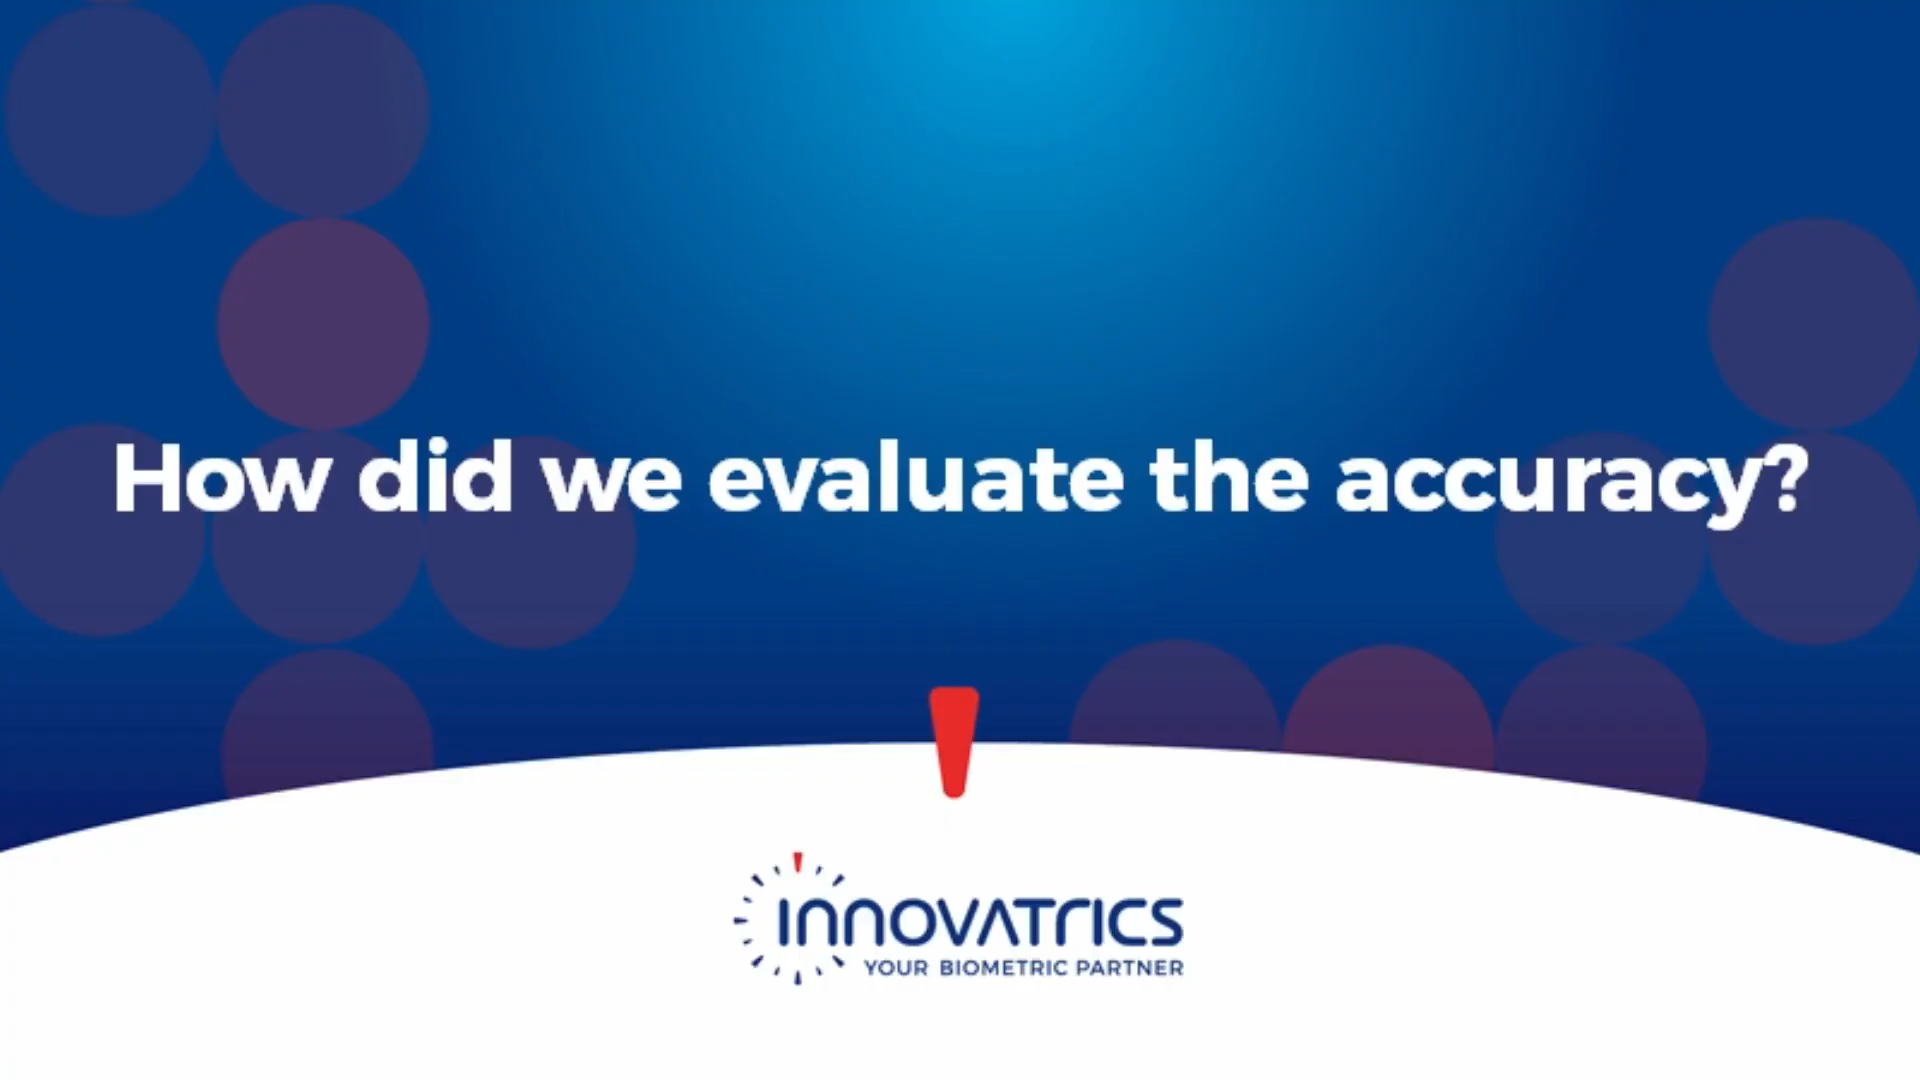 How did we evaluate the accuracy?
INNOVATRICS
YOUR BIOMETRIC PARTNER